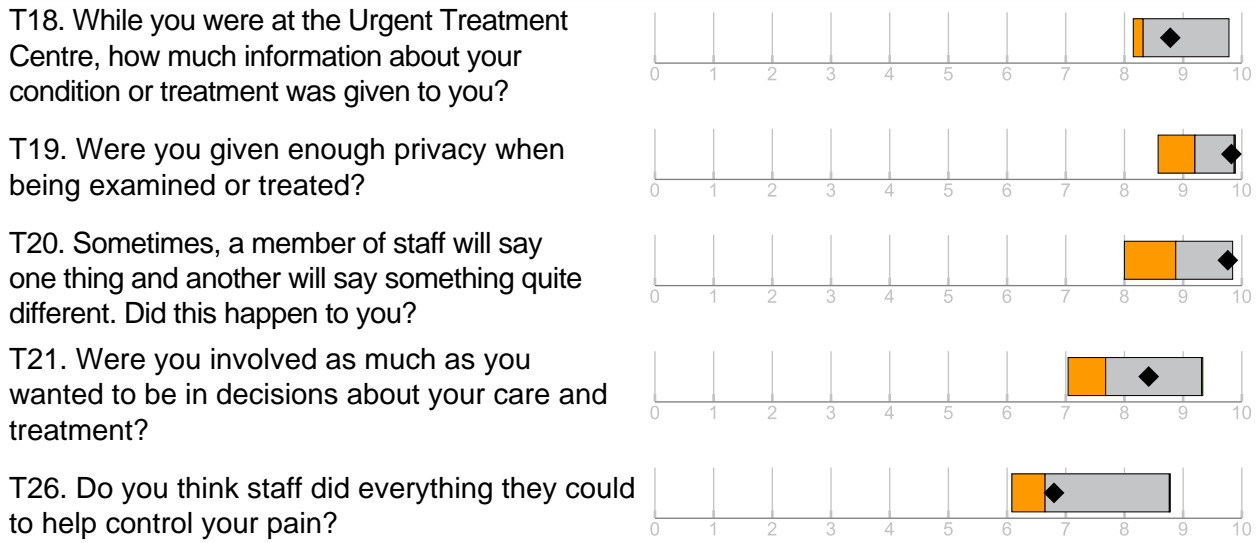 T18. While you were at the Urgent Treatment
Centre, how much information about your
condition or treatment was given to you?
0 1 2 3 4 5 6 7 8 9 10
T19. Were you given enough privacy when
being examined or treated?
0 1 2 3 4 5 6 7 8 9 10
T20. Sometimes, a member of staff will say
one thing and another will say something quite
different. Did this happen to you?
0 1 2 3 4 5 6 7 8 9 10
T21. Were you involved as much as you
wanted to be in decisions about your care and
treatment?
0 1 2 3 4 5 6 7 8 9 10
T26. Do you think staff did everything they could
to help control your pain?
0 1 2 3 4 5 6 7 8 9 10